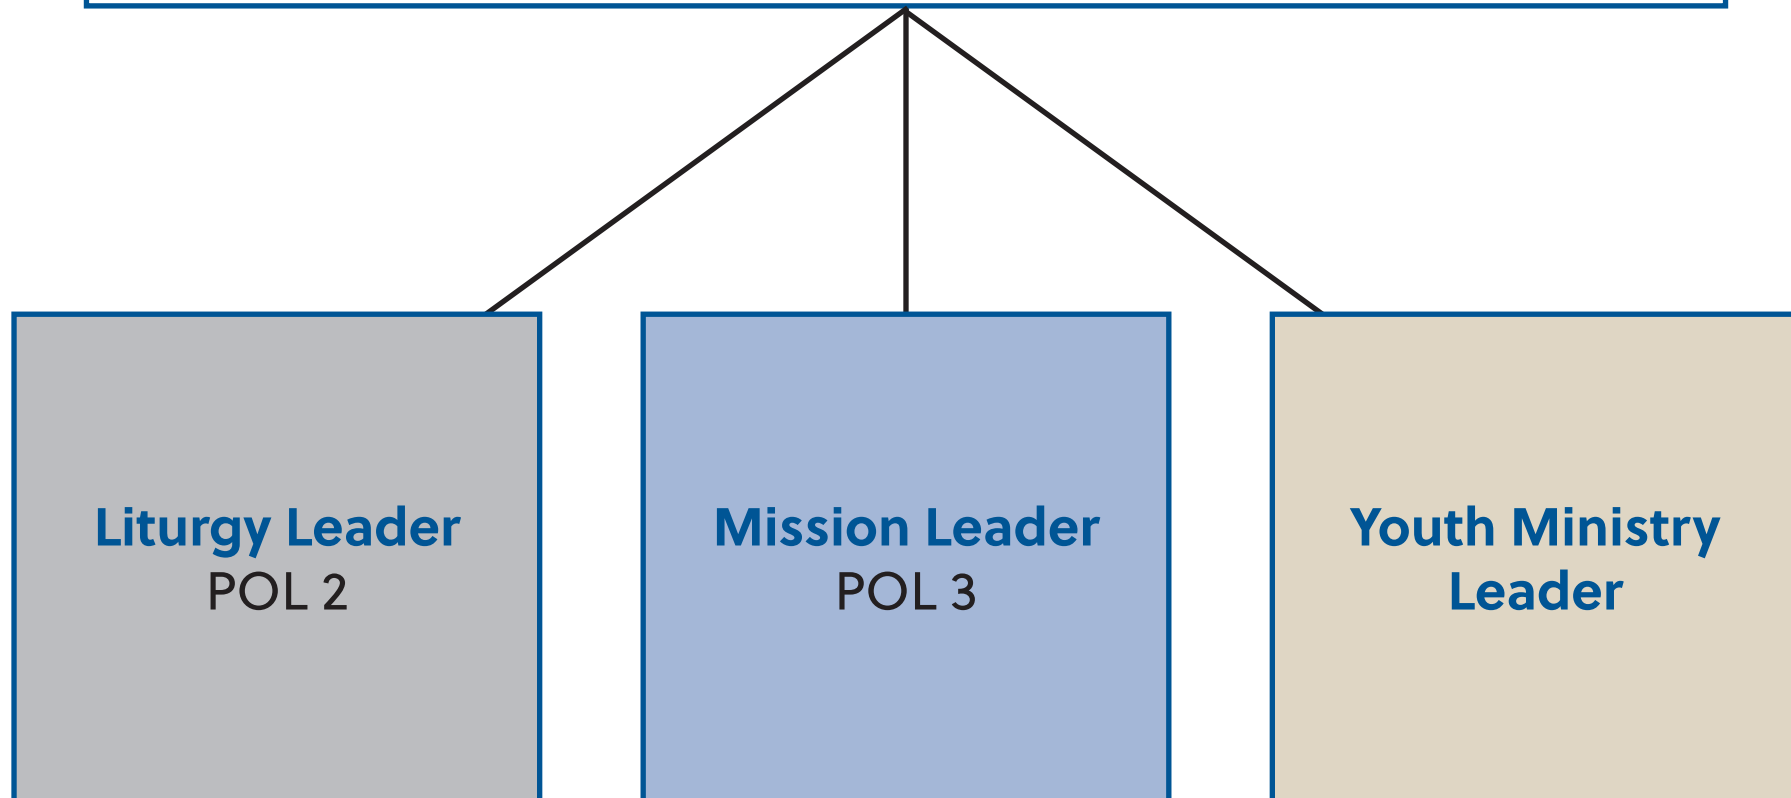 Liturgy Leader
POL 2
Mission Leader
POL 3
Youth Ministry
Leader